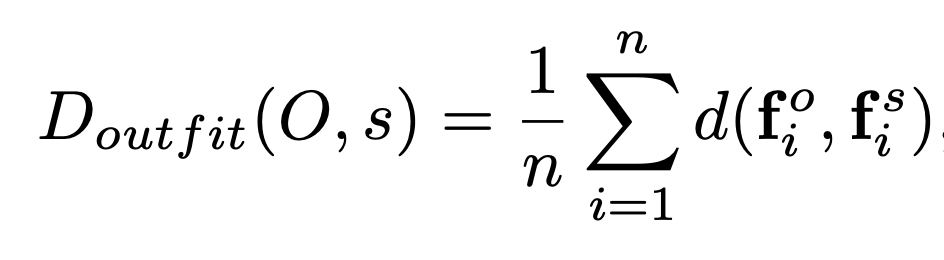 $D_{outfit}(O, s) = \frac{1}{n} \sum_{i=1}^{n} d(\mathbf{f}_i^o, \mathbf{f}_i^s),$